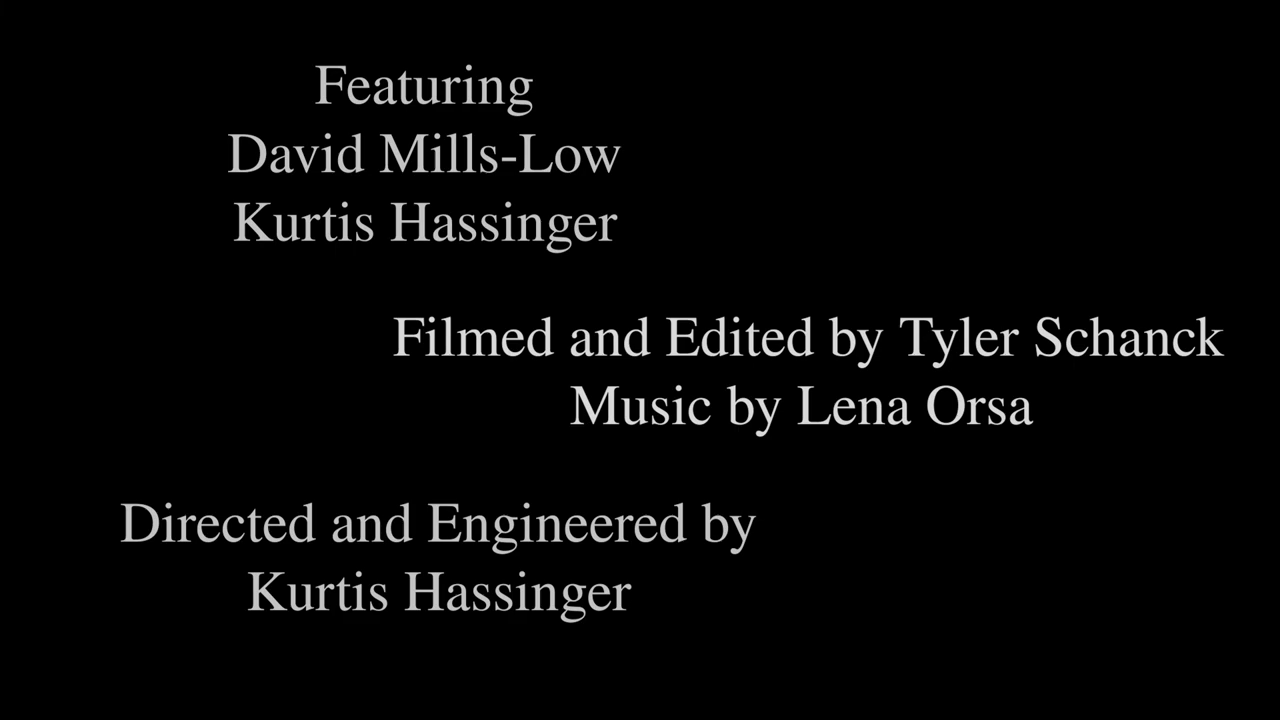 Featuring
David Mills-Low
Kurtis Hassinger
Filmed and Edited by Tyler Schanck
Music by Lena Orsa
Directed and Engineered by
Kurtis Hassinger